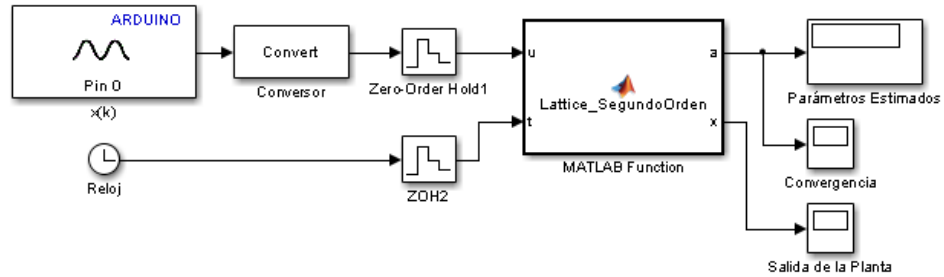 ARDUINO
Pin 0
x(k)
Convert
Conversor
Zero-Order Hold1
Reloj
ZOH2
u
t
a
x
Lattice_SegundoOrden
MATLAB Function
Parámetros Estimados
Convergencia
Salida de la Planta